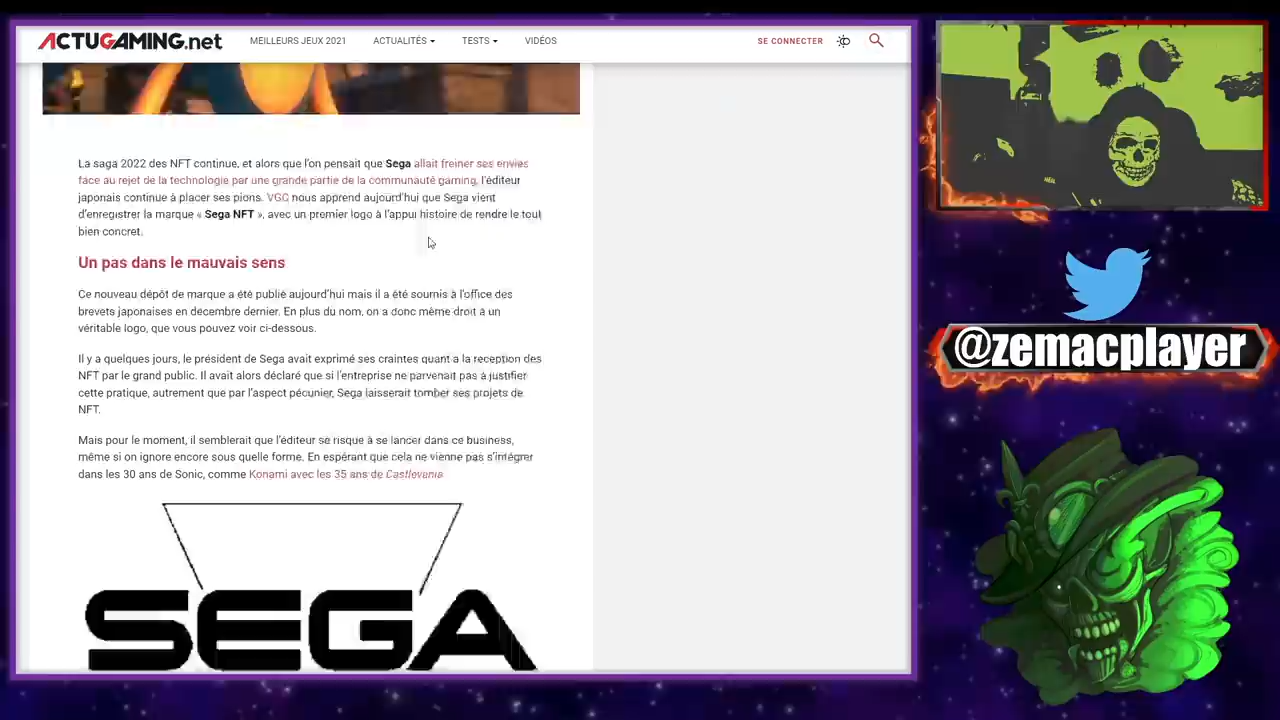 ACTUGAMING.net
MEILLEURS JEUX 2021
ACTUALITÉS
TESTS
VIDÉOS
SE CONNECTER
La saga 2022 des NFT continue, et alors que l'on pensait que Sega allait freiner ses envies
face au rejet de la technologie par une grande partie de la communauté gaming, l'éditeur
japonais continue à placer ses pions. VGC nous apprend aujourd'hui que Sega vient
d'enregistrer la marque « Sega NFT », avec un premier logo à l'appui histoire de rendre le tout
bien concret.
Un pas dans le mauvais sens
Ce nouveau dépôt de marque a été publié aujourd'hui mais il a été soumis à l'office des
brevets japonaises en décembre dernier. En plus du nom, on a donc même droit à un
véritable logo, que vous pouvez voir ci-dessous.
Il y a quelques jours, le président de Sega avait exprimé ses craintes quant a la reception des
NFT par le grand public. Il avait alors déclaré que si l'entreprise ne parvenait pas à justifier
cette pratique, autrement que par l'aspect pécunier, Sega laisserait tomber ses projets de
NFT.
Mais pour le moment, il semblerait que l'éditeur se risque à se lancer dans ce business,
même si on ignore encore sous quelle forme. En espérant que cela ne vienne pas s'intégrer
dans les 30 ans de Sonic, comme Konami avec les 35 ans de Castlevania
SEGA
@zemacplayer